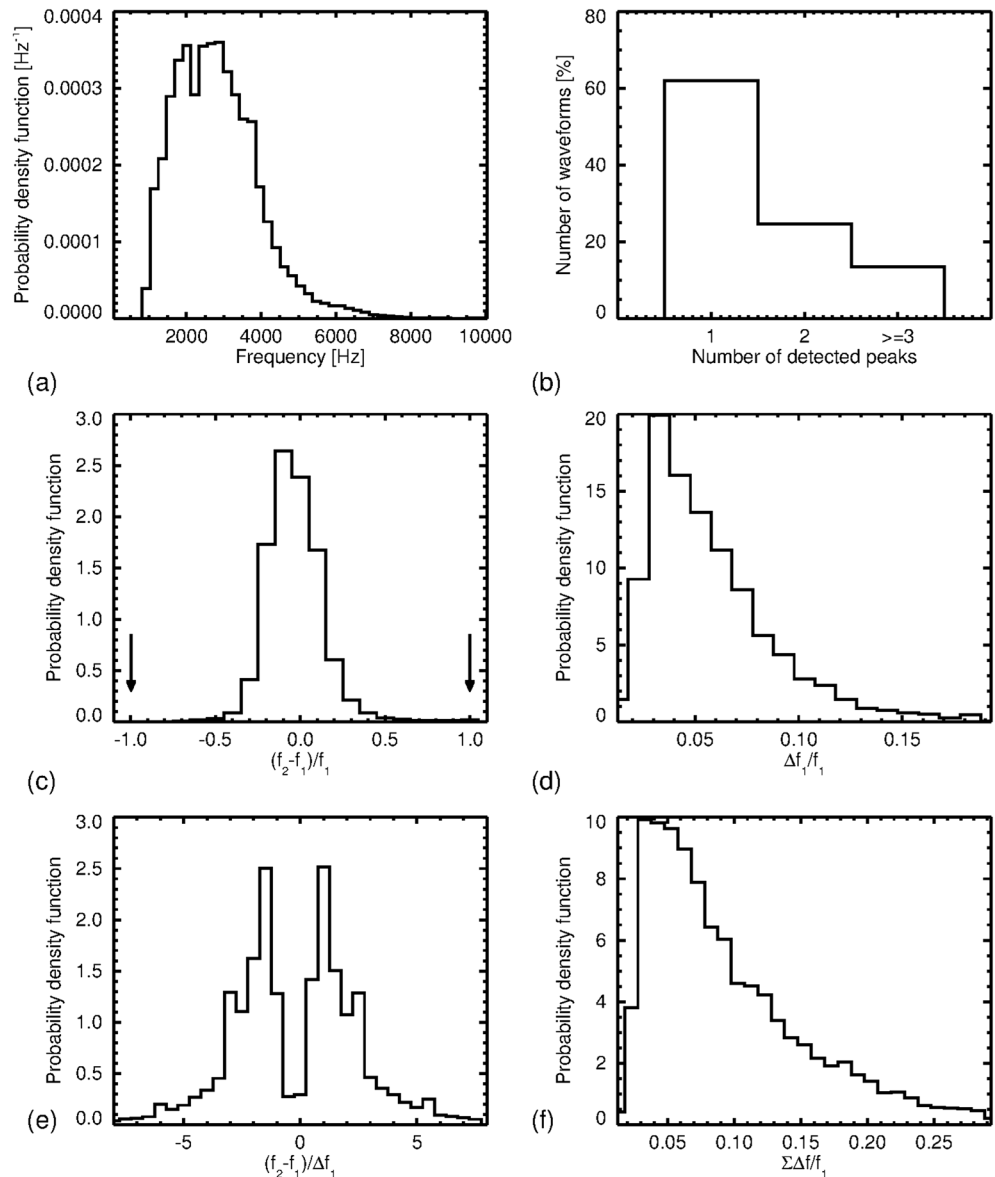 0.0004
0.0003
0.0002
0.0001
0.0000
Probability density function [Hz⁻¹]
2000 4000 6000 8000 10000
Frequency [Hz]
(a)
80
60
40
20
0
Number of waveforms [%]
1 2 >=3
Number of detected peaks
(b)
3.0
2.5
2.0
1.5
1.0
0.5
0.0
Probability density function
-1.0 -0.5 0.0 0.5 1.0
(f₂-f₁)/f₁
(c)
20
15
10
5
0
Probability density function
0.05 0.10 0.15
Δf₁/f₁
(d)
3.0
2.5
2.0
1.5
1.0
0.5
0.0
Probability density function
-5 0 5
(f₂-f₁)/Δf₁
(e)
10
8
6
4
2
0
Probability density function
0.05 0.10 0.15 0.20 0.25
ΣΔf/f₁
(f)